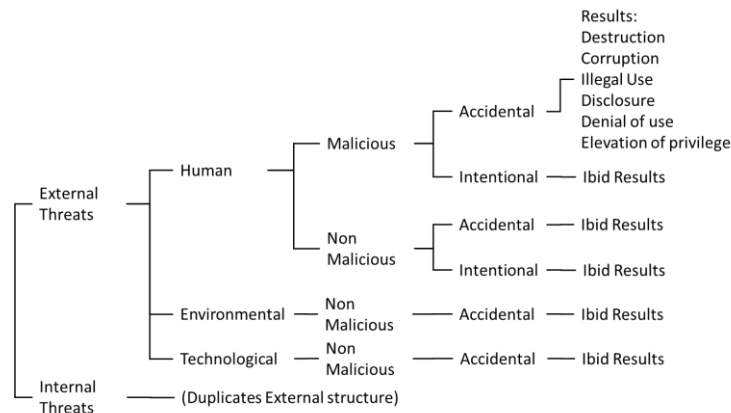 Results:
Destruction
Corruption
Illegal Use
Disclosure
Denial of use
Elevation of privilege
Accidental
Malicious
Human
Intentional
Ibid Results
External
Threats
Accidental
Ibid Results
Non
Malicious
Intentional
Ibid Results
Environmental
Non
Malicious
Accidental
Ibid Results
Technological
Non
Malicious
Accidental
Ibid Results
Internal
Threats
(Duplicates External structure)